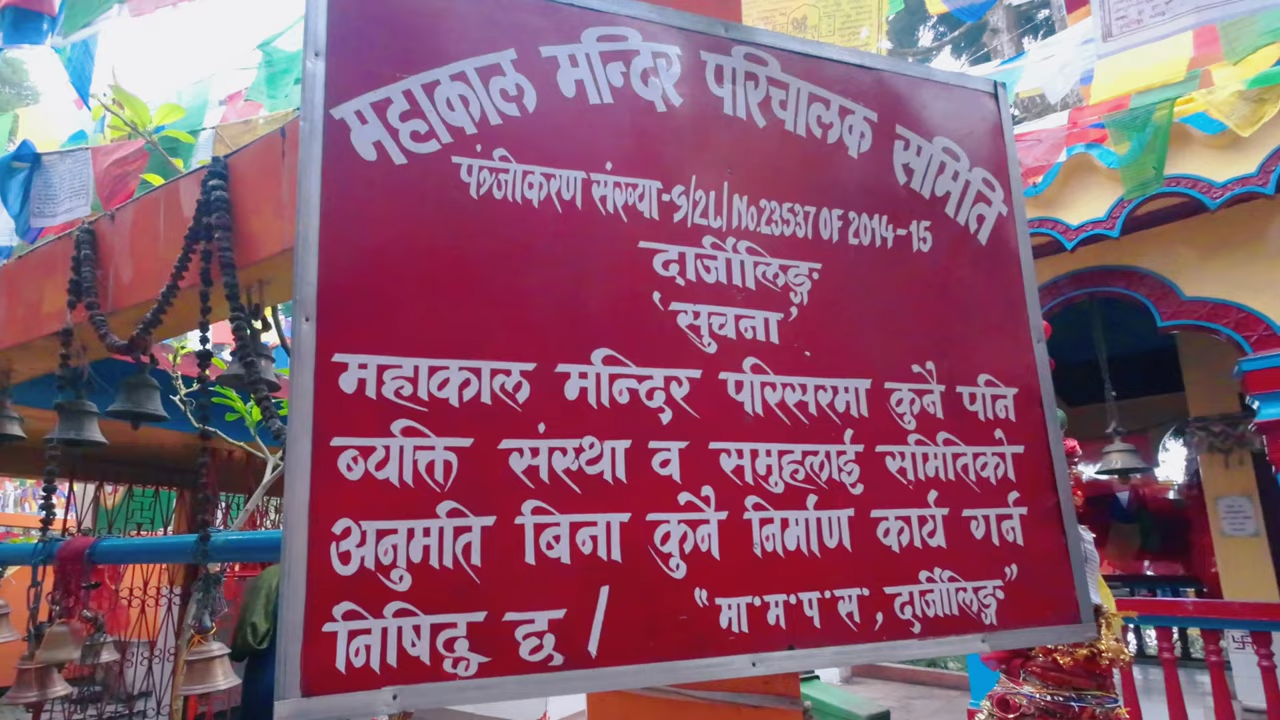 महाकाल मन्दिर परिचालक समिति
पंञ्जीकरण संख्या-S/2L/No.23537 OF 2014-15
दार्जीलिङ्ग
'सुचना'
महाकाल मन्दिर परिसरमा कुनै पनि
ब्यक्ति संस्था व समुहलाई समितिको
अनुमति बिना कुनै निर्माण कार्य गर्न
निषिद्ध छ /
"मा॰म॰प॰स॰, दार्जीलिङ्ग"